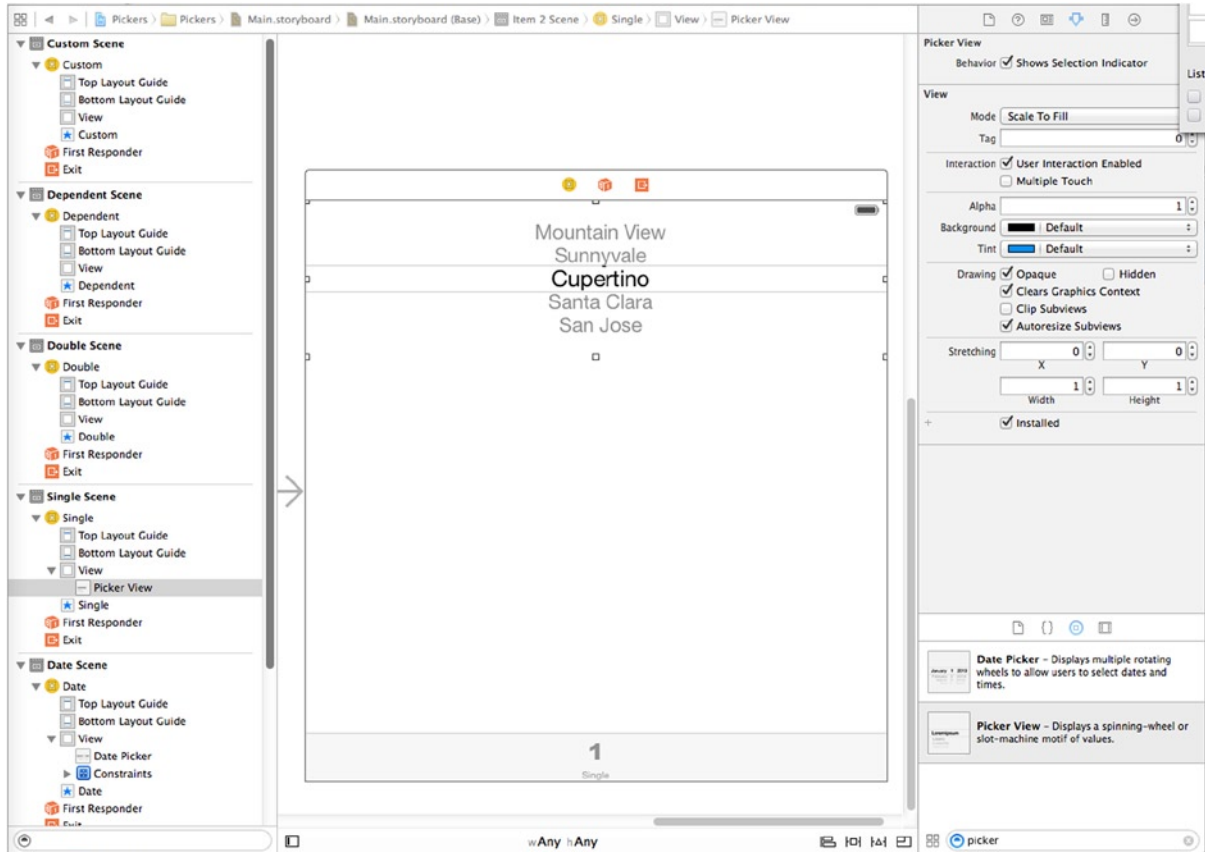 Pickers Pickers Main.storyboard Main.storyboard (Base) Item 2 Scene Single View Picker View
Custom Scene
Custom
Top Layout Guide
Bottom Layout Guide
View
Custom
First Responder
Exit
Dependent Scene
Dependent
Top Layout Guide
Bottom Layout Guide
View
Dependent
First Responder
Exit
Double Scene
Double
Top Layout Guide
Bottom Layout Guide
View
Double
First Responder
Exit
Single Scene
Single
Top Layout Guide
Bottom Layout Guide
View
Picker View
Single
First Responder
Exit
Date Scene
Date
Top Layout Guide
Bottom Layout Guide
View
Date Picker
Constraints
Date
First Responder
Exit
Mountain View
Sunnyvale
Cupertino
Santa Clara
San Jose
1
Single
wAny hAny
Picker View
Behavior Shows Selection Indicator
List
View
Mode Scale To Fill
Tag 0
Interaction User Interaction Enabled
Multiple Touch
Alpha 1
Background Default
Tint Default
Drawing Opaque Hidden
Clears Graphics Context
Clip Subviews
Autoresize Subviews
Stretching 0 0
X Y
1 1
Width Height
+ Installed
Date Picker – Displays multiple rotating
wheels to allow users to select dates and
times.
Picker View – Displays a spinning-wheel or
slot-machine motif of values.
picker